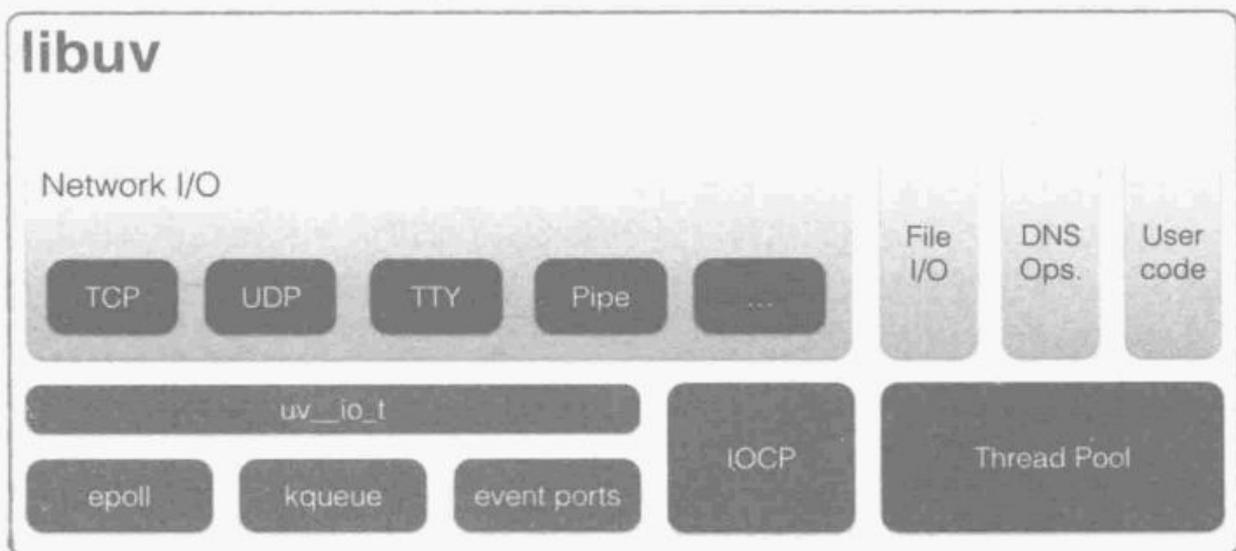 libuv
Network I/O
TCP
UDP
TTY
Pipe
...
File
I/O
DNS
Ops.
User
code
uv__io_t
epoll
kqueue
event ports
IOCP
Thread Pool